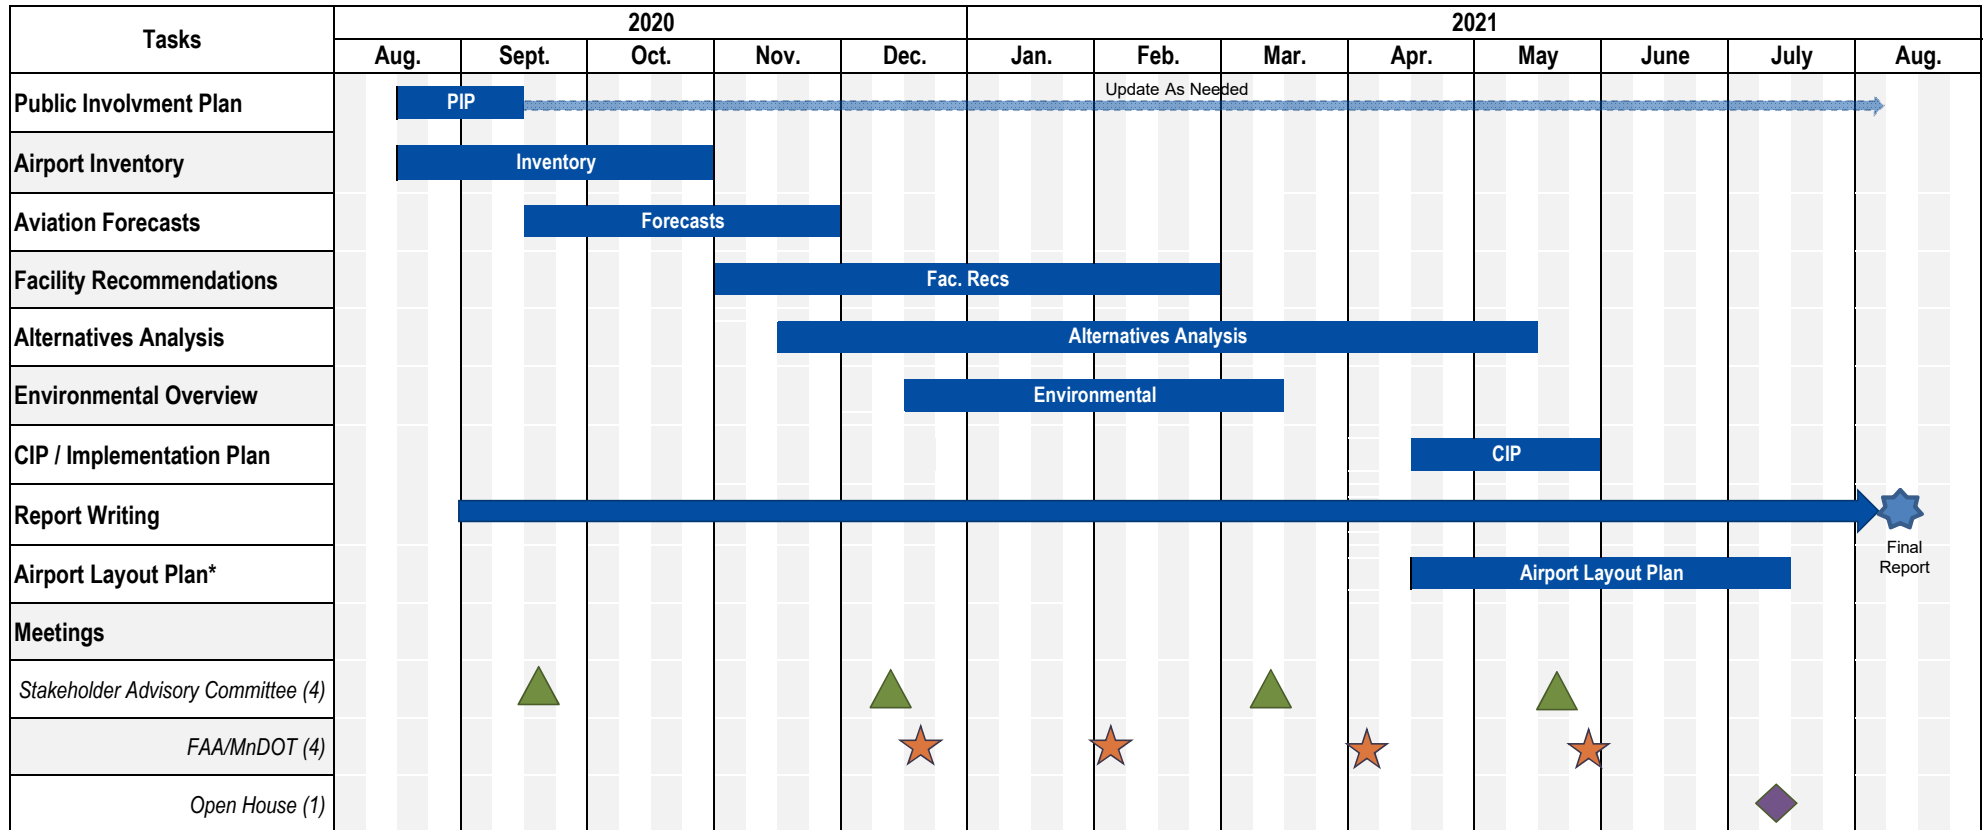 Tasks
2020
2021
Aug.
Sept.
Oct.
Nov.
Dec.
Jan.
Feb.
Mar.
Apr.
May
June
July
Aug.
Public Involvment Plan
PIP
Update As Needed
Airport Inventory
Inventory
Aviation Forecasts
Forecasts
Facility Recommendations
Fac. Recs
Alternatives Analysis
Alternatives Analysis
Environmental Overview
Environmental
CIP / Implementation Plan
CIP
Report Writing
Final
Report
Airport Layout Plan*
Airport Layout Plan
Meetings
Stakeholder Advisory Committee (4)
FAA/MnDOT (4)
Open House (1)